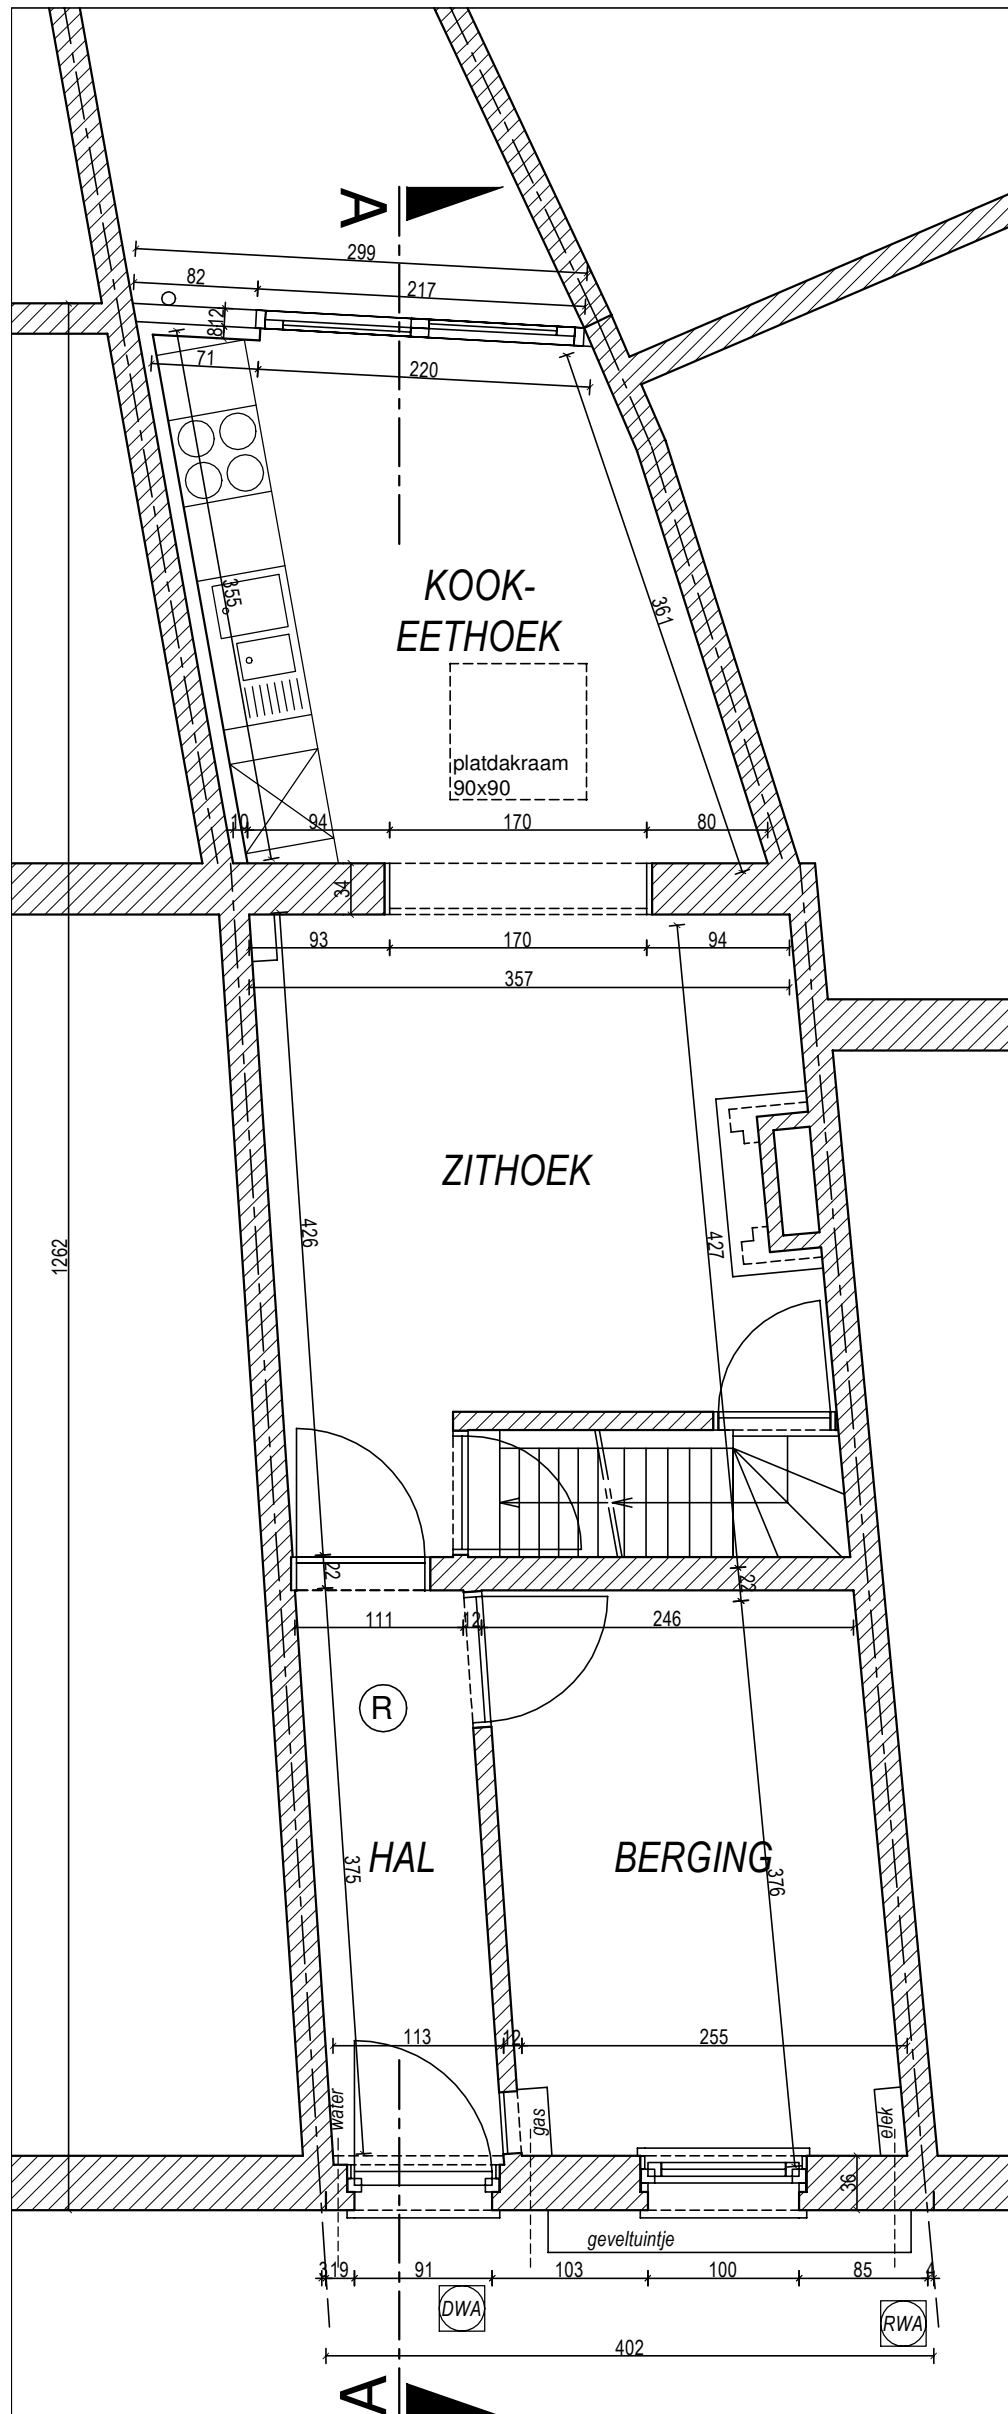 A
299
82
217
12
8
71
220
355
361
KOOK-
EETHOEK
platdakraam
90x90
10
94
170
80
34
93
170
94
357
ZITHOEK
426
427
1262
22
22
111
12
246
R
HAL
BERGING
375
376
113
12
255
water
gas
elek
36
geveltuintje
3
19
91
103
100
85
4
DWA
RWA
402
A